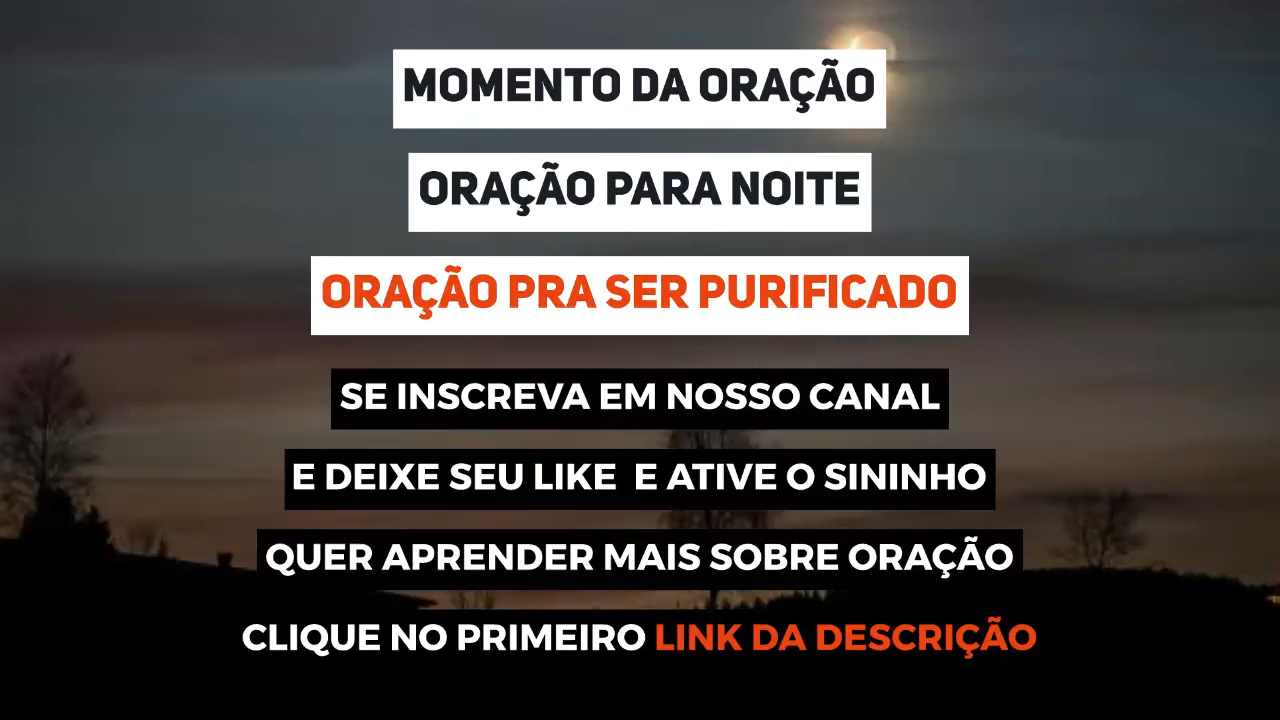 MOMENTO DA ORAÇÃO
ORAÇÃO PARA NOITE
ORAÇÃO PRA SER PURIFICADO
SE INSCREVA EM NOSSO CANAL
E DEIXE SEU LIKE E ATIVE O SININHO
QUER APRENDER MAIS SOBRE ORAÇÃO
CLIQUE NO PRIMEIRO LINK DA DESCRIÇÃO